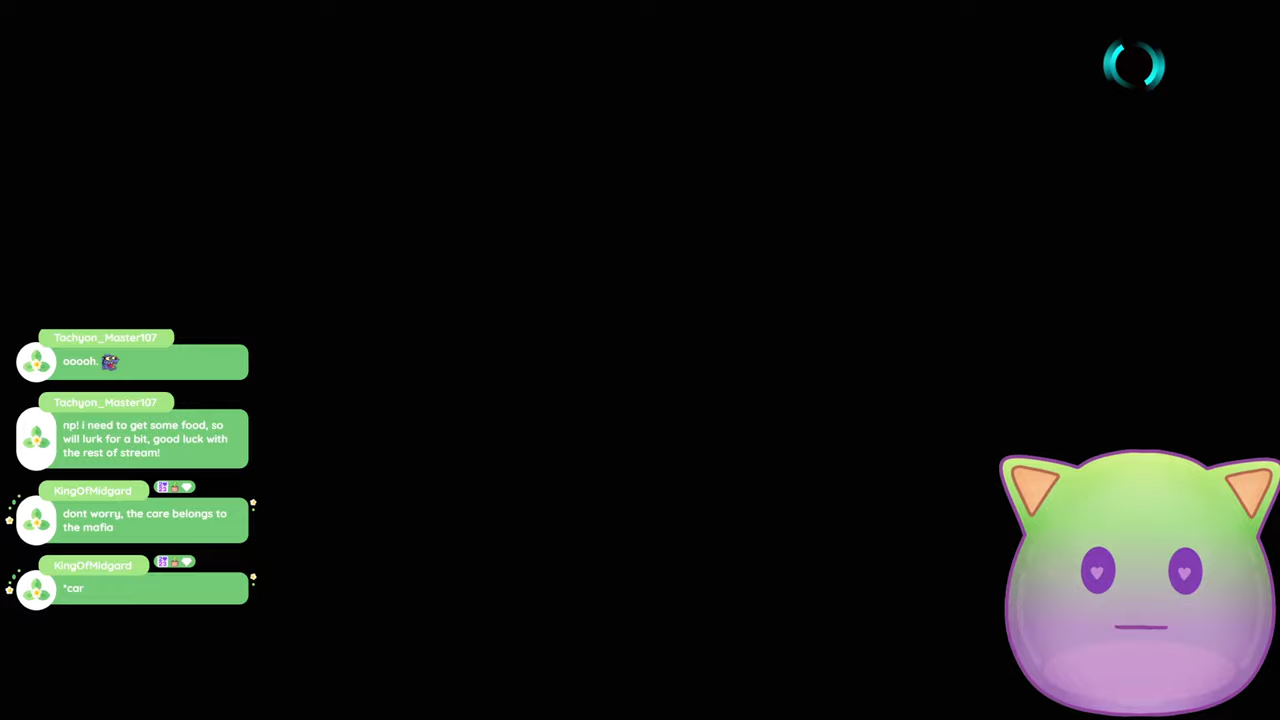 Tachyon_Master107
ooooh.
Tachyon_Master107
np! i need to get some food, so
will lurk for a bit, good luck with
the rest of stream!
KingOfMidgard
dont worry, the care belongs to
the mafia
KingOfMidgard
*car